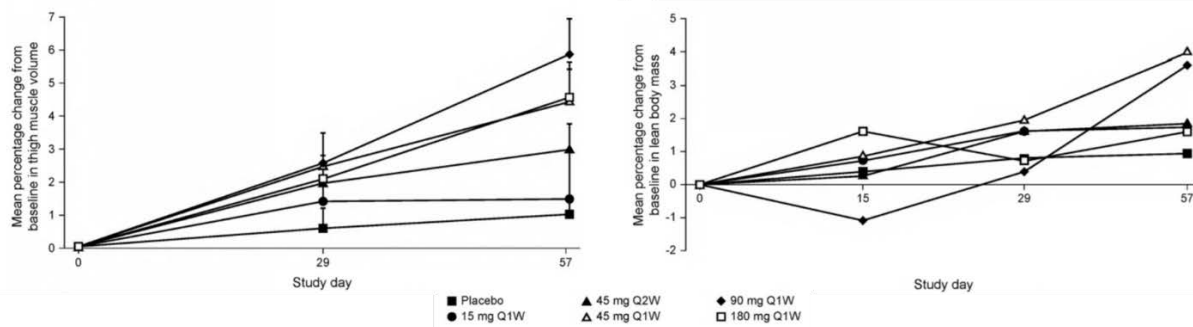 Mean percentage change from
baseline in thigh muscle volume
7
6
5
4
3
2
1
0
0
29
57
Study day
Mean percentage change from
baseline in lean body mass
5
4
3
2
1
0
-1
-2
0
15
29
57
Study day
Placebo
45 mg Q2W
90 mg Q1W
15 mg Q1W
45 mg Q1W
180 mg Q1W